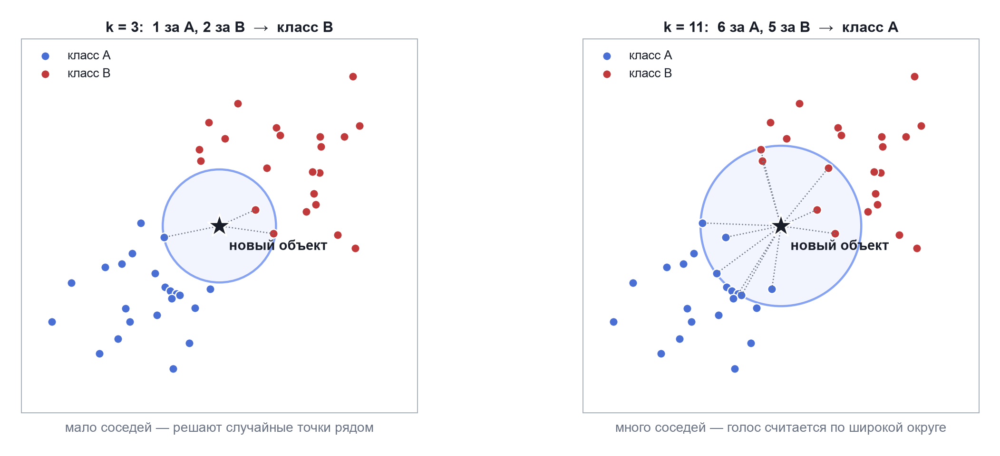 k = 3: 1 за A, 2 за B → класс B
класс A
класс B
новый объект
мало соседей — решают случайные точки рядом
k = 11: 6 за A, 5 за B → класс A
класс A
класс B
новый объект
много соседей — голос считается по широкой округе